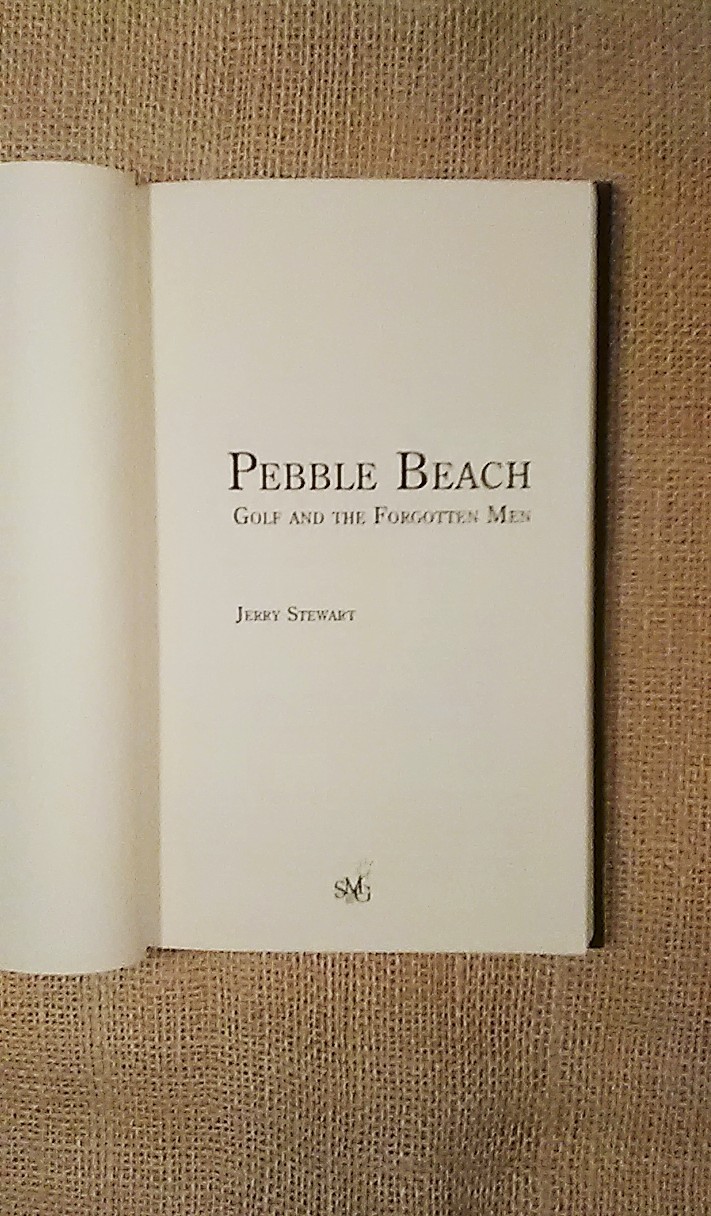 PEBBLE BEACH
GOLF AND THE FORGOTTEN MEN
JERRY STEWART
SMG